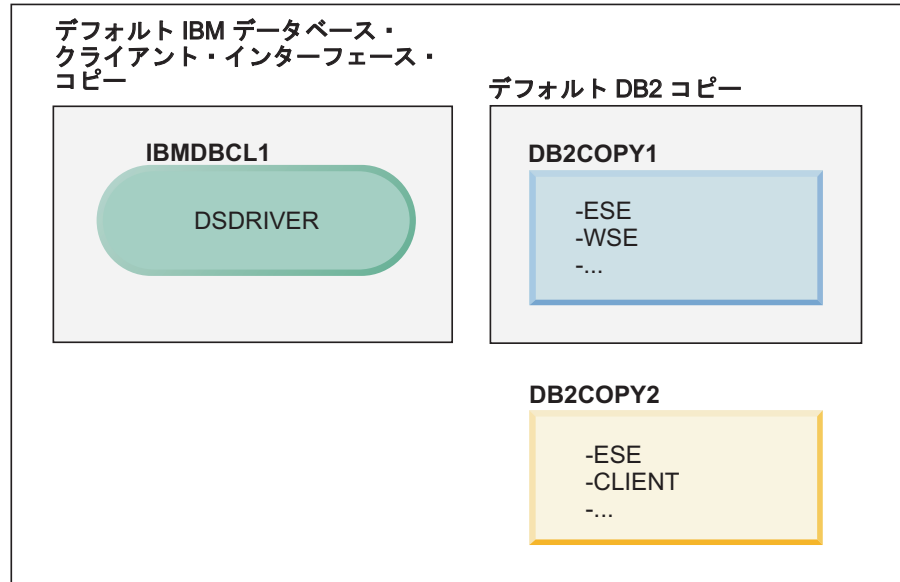 デフォルト IBM データベース・
クライアント・インターフェース・
コピー
IBMDBCL1
DSDRIVER
デフォルト DB2 コピー
DB2COPY1
-ESE
-WSE
-...
DB2COPY2
-ESE
-CLIENT
-...